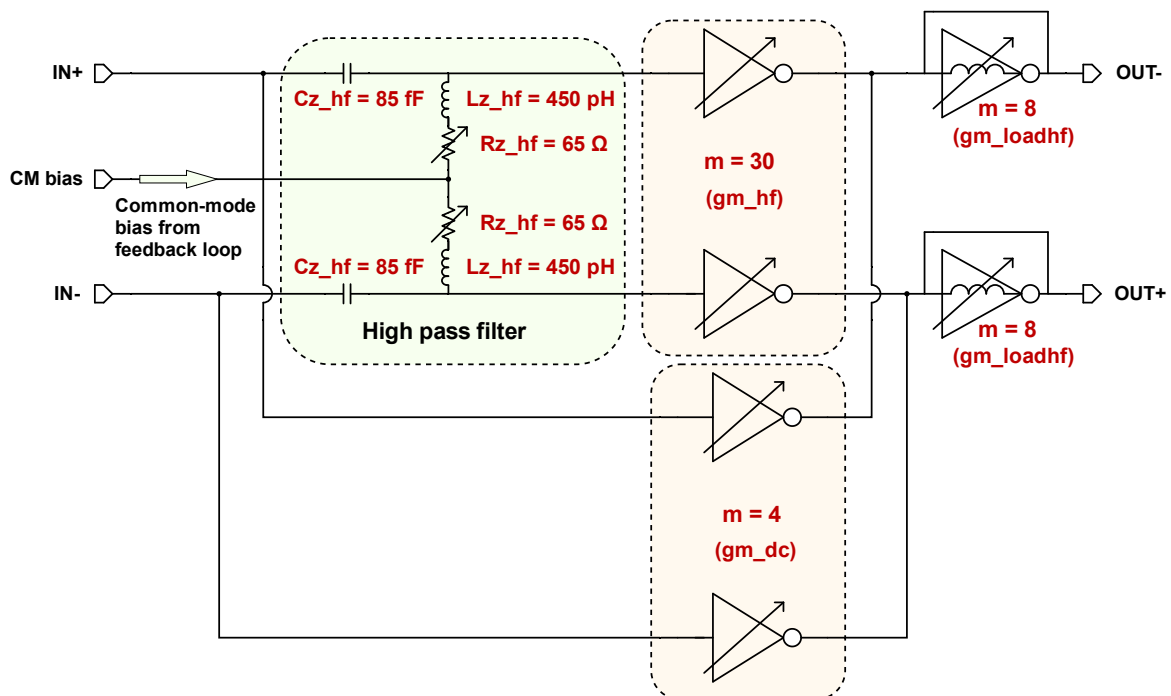 IN+
OUT-
Cz_hf = 85 fF
Lz_hf = 450 pH
m = 8
(gm_loadhf)
Rz_hf = 65 Ω
m = 30
(gm_hf)
CM bias
Common-mode
bias from
feedback loop
Rz_hf = 65 Ω
Cz_hf = 85 fF
Lz_hf = 450 pH
IN-
OUT+
High pass filter
m = 8
(gm_loadhf)
m = 4
(gm_dc)